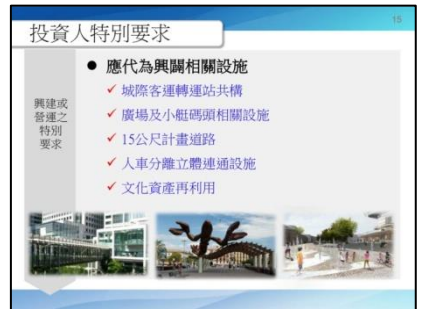 15
投資人特別要求
興建或
營運之
特別
要求
● 應代為興闢相關設施
✓ 城際客運轉運站共構
✓ 廣場及小艇碼頭相關設施
✓ 15公尺計畫道路
✓ 人車分離立體連通設施
✓ 文化資產再利用